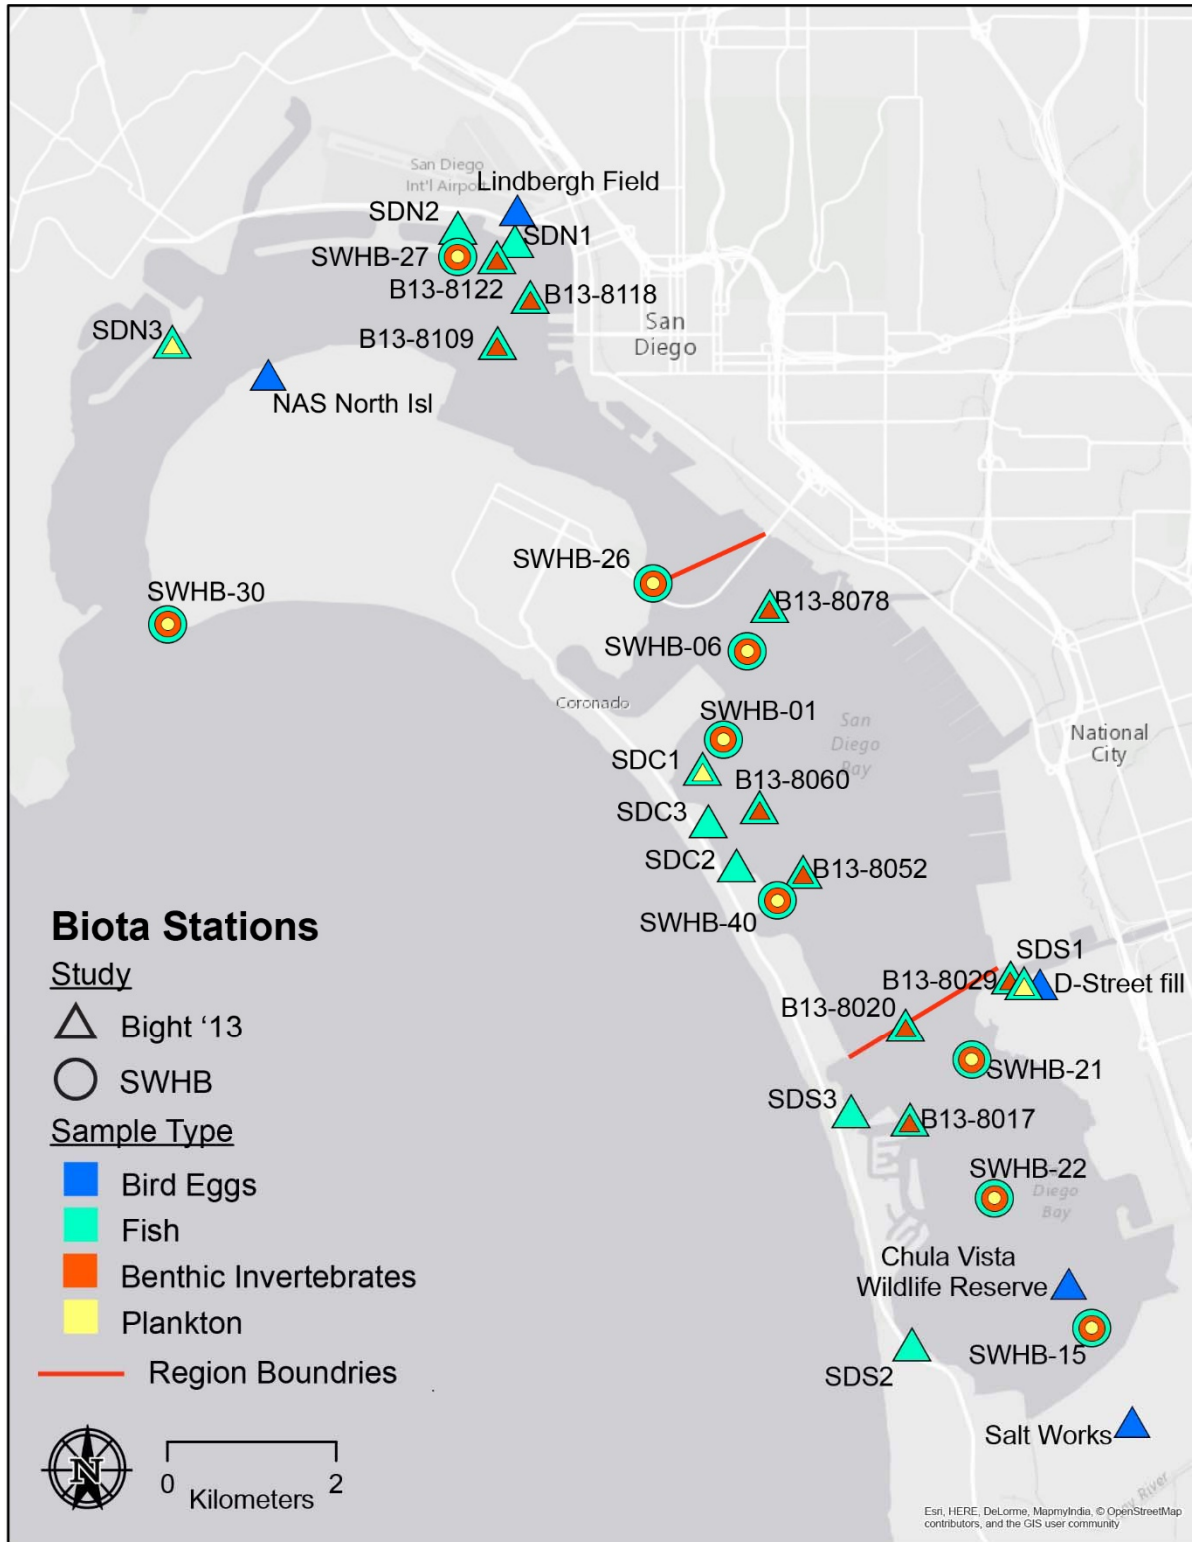 San Diego
Int'l Airport
Lindbergh Field
SDN2
SDN1
SWHB-27
B13-8122
B13-8118
SDN3
B13-8109
San
Diego
NAS North Isl
SWHB-26
SWHB-30
B13-8078
SWHB-06
Coronado
SWHB-01
San
Diego
Bay
National
City
SDC1
B13-8060
SDC3
SDC2
B13-8052
SWHB-40
Biota Stations
Study
Bight ‘13
SWHB
Sample Type
Bird Eggs
Fish
Benthic Invertebrates
Plankton
Region Boundries
SDS1
B13-8029
D-Street fill
B13-8020
SWHB-21
SDS3
B13-8017
SWHB-22
Diego
Bay
Chula Vista
Wildlife Reserve
SWHB-15
SDS2
Salt Works
N
0 2
Kilometers
River
Esri, HERE, DeLorme, MapmyIndia, © OpenStreetMap
contributors, and the GIS user community